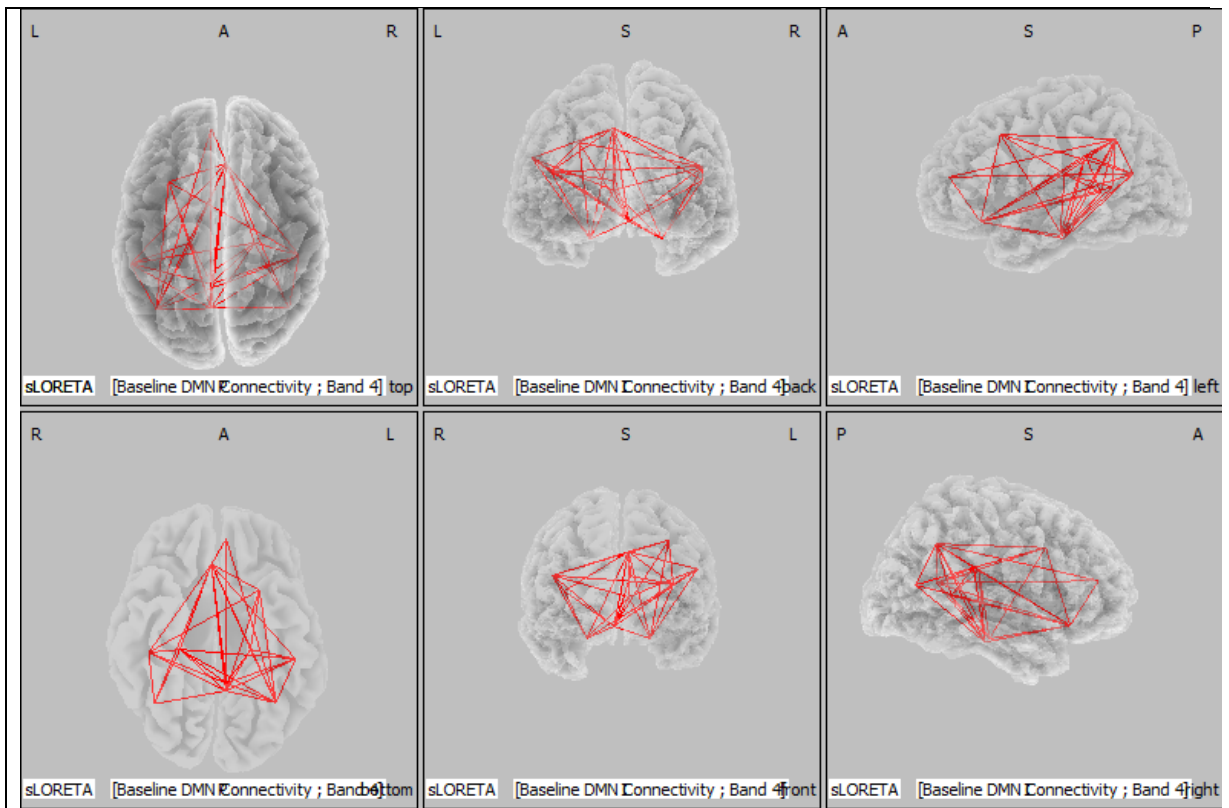 L A R
L S R
A S P
sLORETA [Baseline DMN Connectivity ; Band 4] top
sLORETA [Baseline DMN Connectivity ; Band 4] back
sLORETA [Baseline DMN Connectivity ; Band 4] left
R A L
R S L
P S A
sLORETA [Baseline DMN Connectivity ; Band 4] bottom
sLORETA [Baseline DMN Connectivity ; Band 4] front
sLORETA [Baseline DMN Connectivity ; Band 4] right